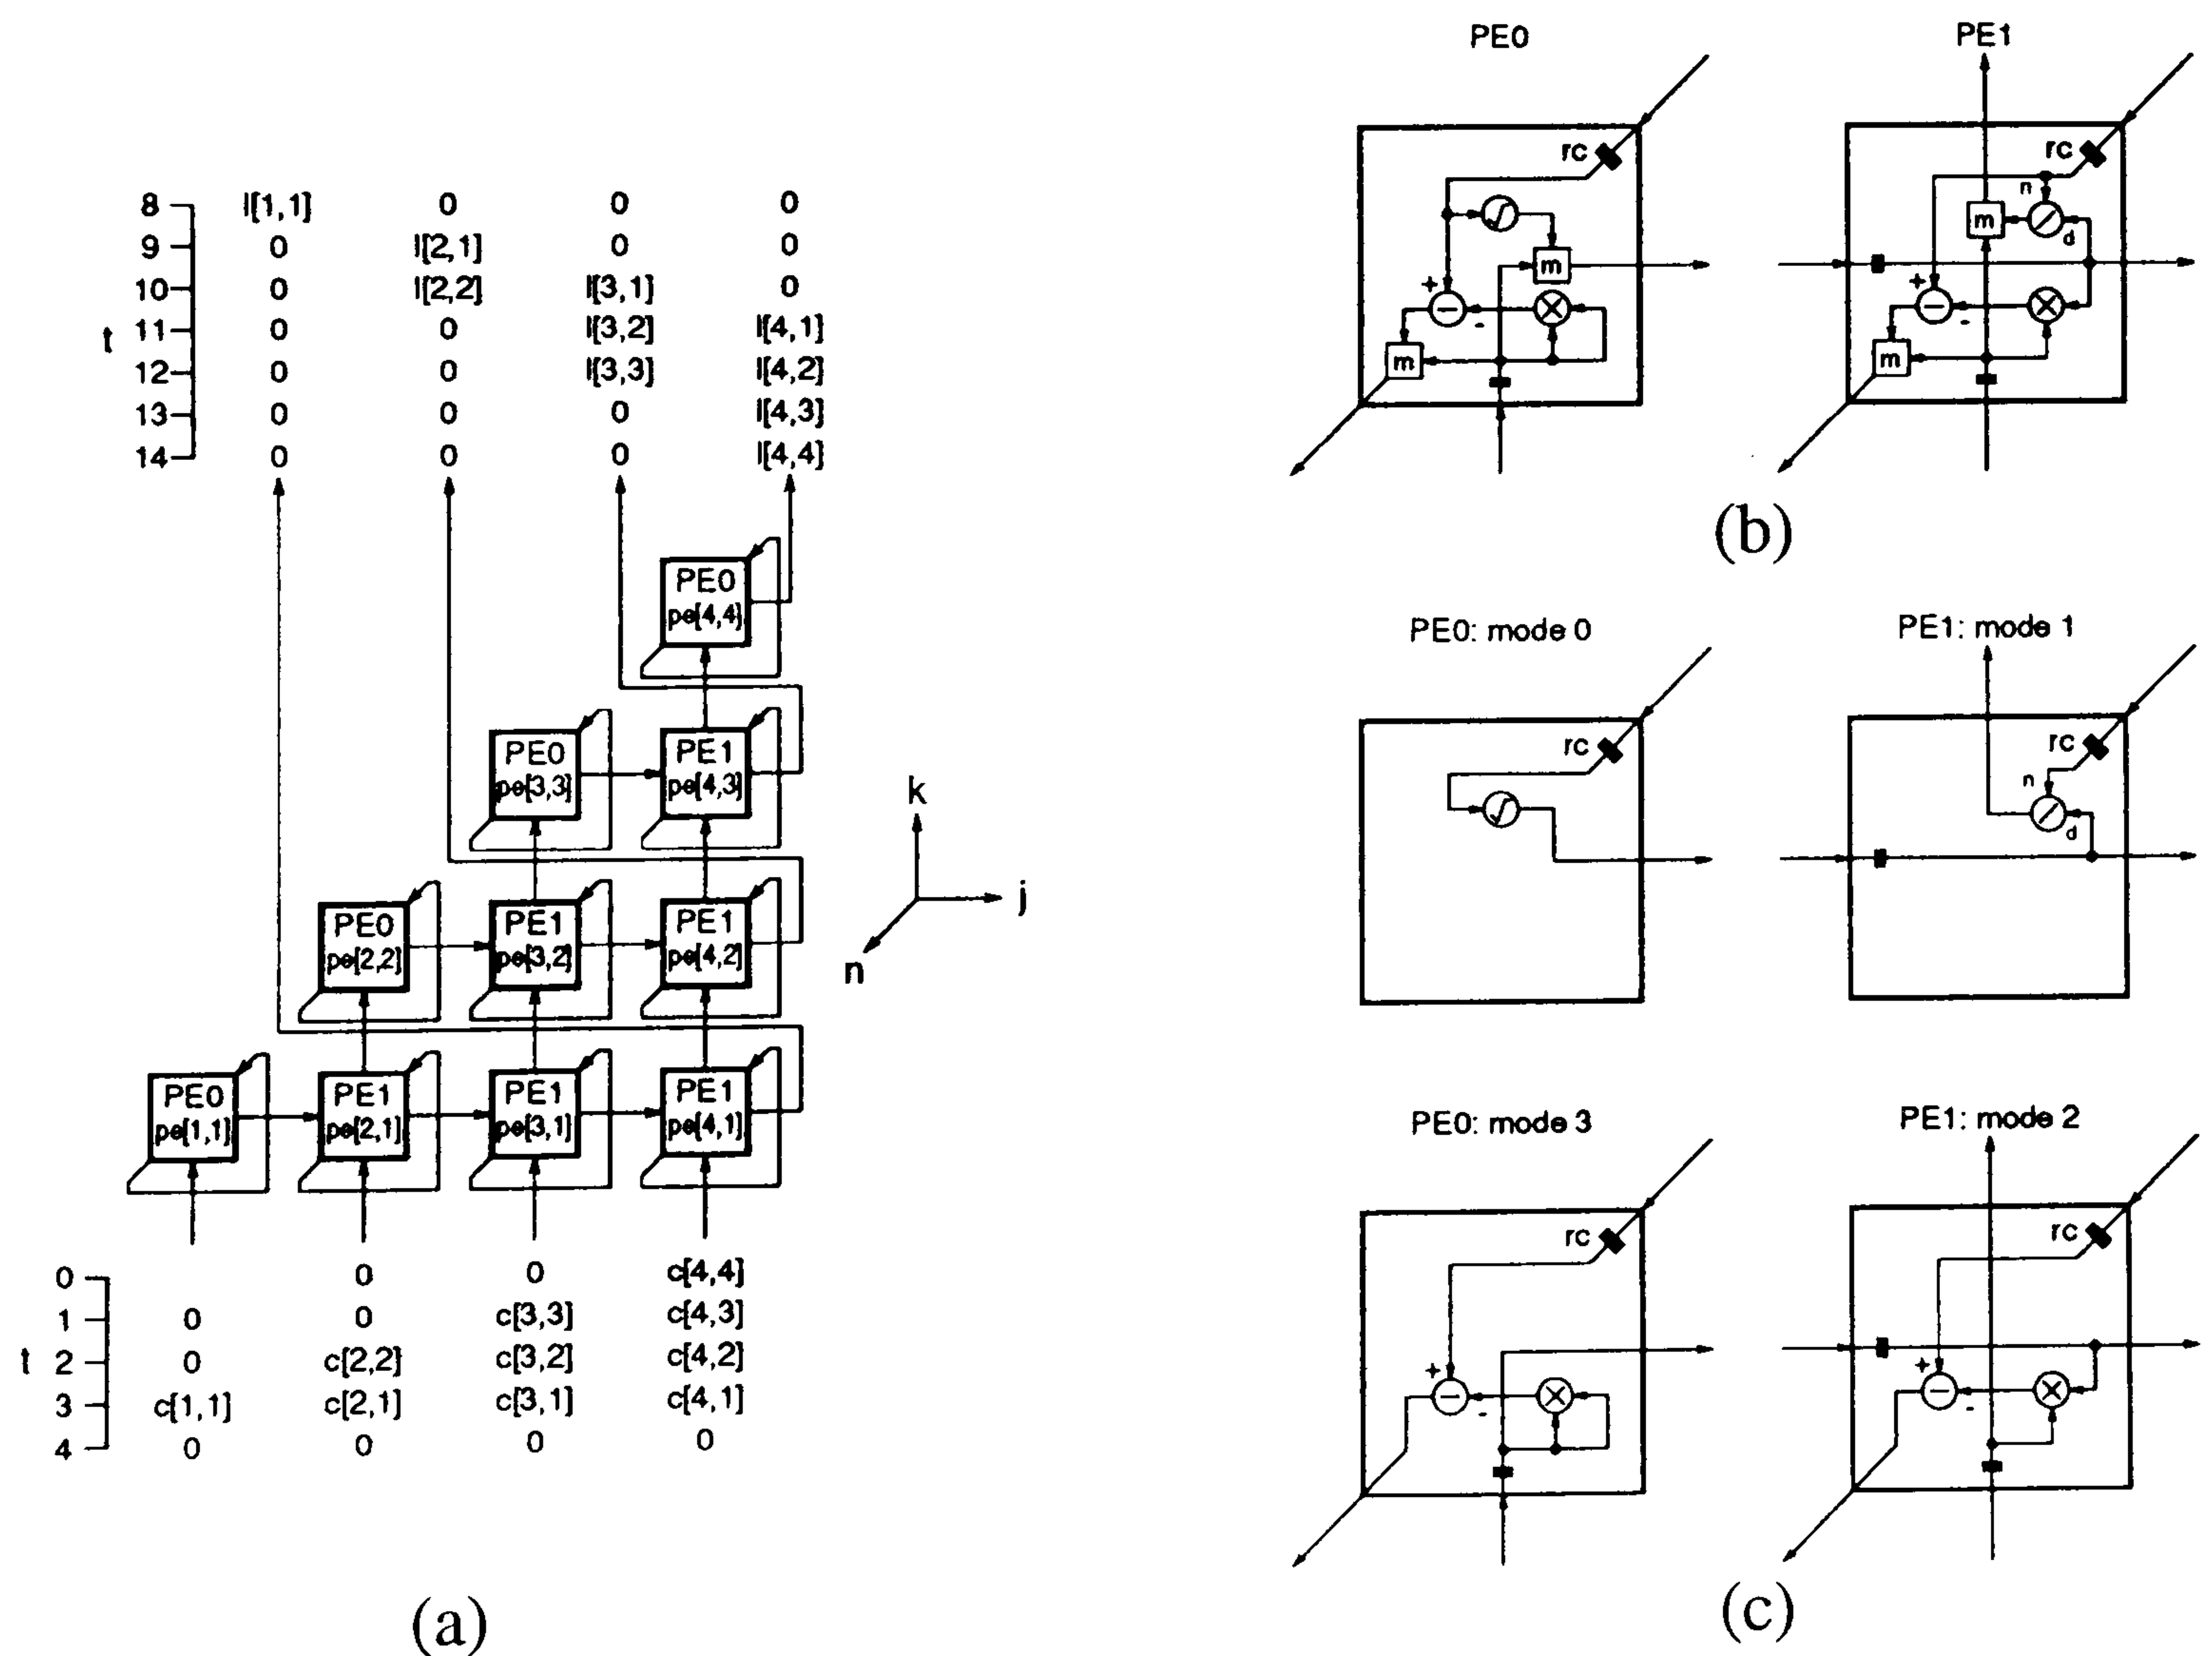 8 l[1,1] 0 0 0
9 0 l[2,1] 0 0
10 0 l[2,2] l[3,1] 0
t 11 0 0 l[3,2] l[4,1]
12 0 0 l[3,3] l[4,2]
13 0 0 0 l[4,3]
14 0 0 0 l[4,4]
PE0
pe[4,4]
PE0 PE1
pe[3,3] pe[4,3]
PE0 PE1 PE1
pe[2,2] pe[3,2] pe[4,2]
PE0 PE1 PE1 PE1
pe[1,1] pe[2,1] pe[3,1] pe[4,1]
k
j
n
0 0 0 c[4,4]
1 0 0 c[3,3] c[4,3]
t 2 0 c[2,2] c[3,2] c[4,2]
3 c[1,1] c[2,1] c[3,1] c[4,1]
4 0 0 0 0
(a)
PE0 PE1
rc rc
n
m
d
m
+ +
√ / − × − ×
- -
m m
(b)
PE0: mode 0 PE1: mode 1
rc rc
n
√ /
d
PE0: mode 3 PE1: mode 2
rc rc
+ +
− × − ×
- -
(c)